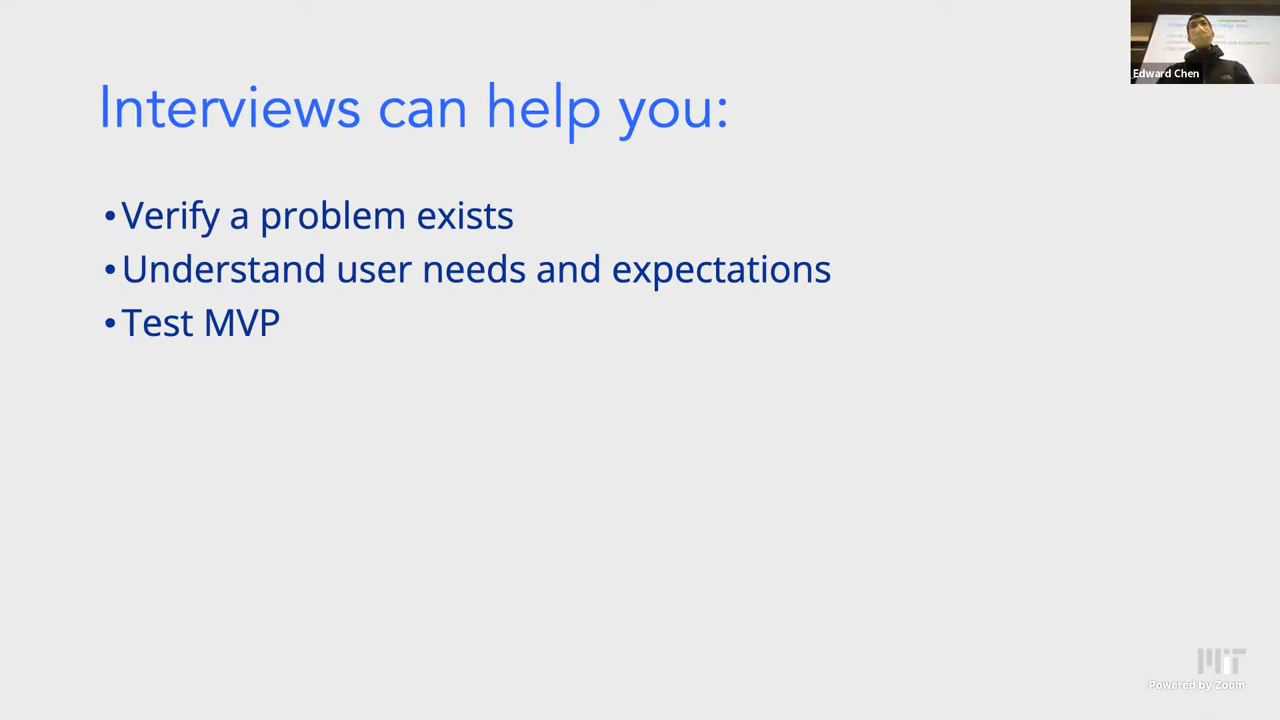 Interviews can help you:
•Verify a problem exists
•Understand user needs and expectations
•Test MVP
Edward Chen
MIT
Powered by Zoom